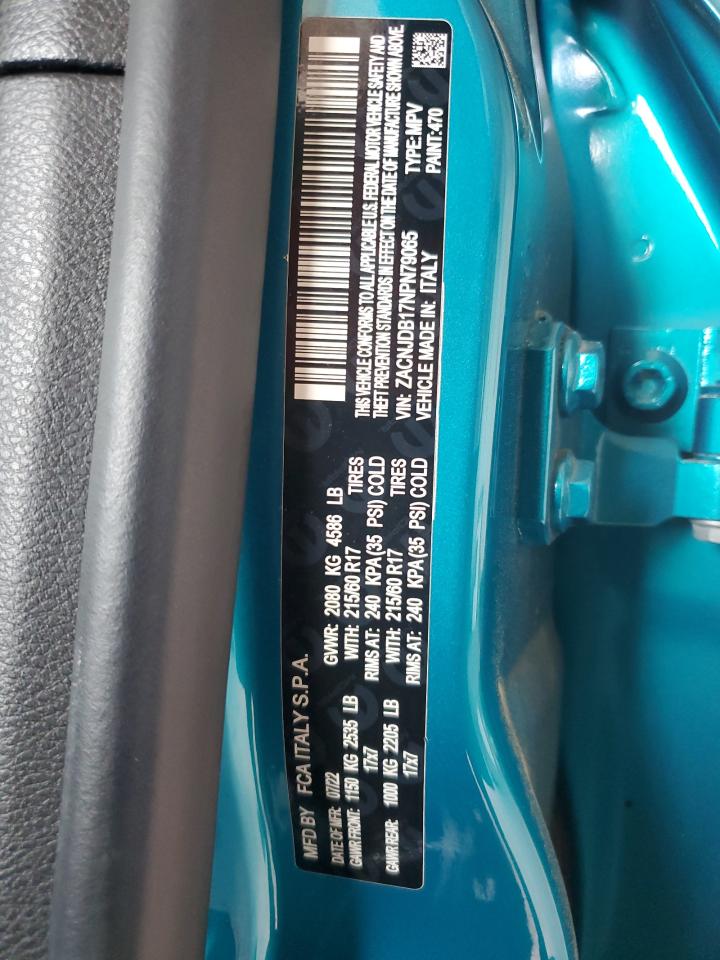 MFD BY FCA ITALY S.P.A.
DATE OF MFR: 07/22 GVWR: 2080 KG 4586 LB
GAWR FRONT: 1150 KG 2535 LB WITH: 215/60 R17 TIRES
17x7 RIMS AT: 240 KPA(35 PSI) COLD
GAWR REAR: 1000 KG 2205 LB WITH: 215/60 R17 TIRES
17x7 RIMS AT: 240 KPA(35 PSI) COLD
THIS VEHICLE CONFORMS TO ALL APPLICABLE U.S. FEDERAL MOTOR VEHICLE SAFETY AND
THEFT PREVENTION STANDARDS IN EFFECT ON THE DATE OF MANUFACTURE SHOWN ABOVE.
VIN: ZACNJDB17NPN79065 TYPE: MPV
VEHICLE MADE IN: ITALY PAINT: 470